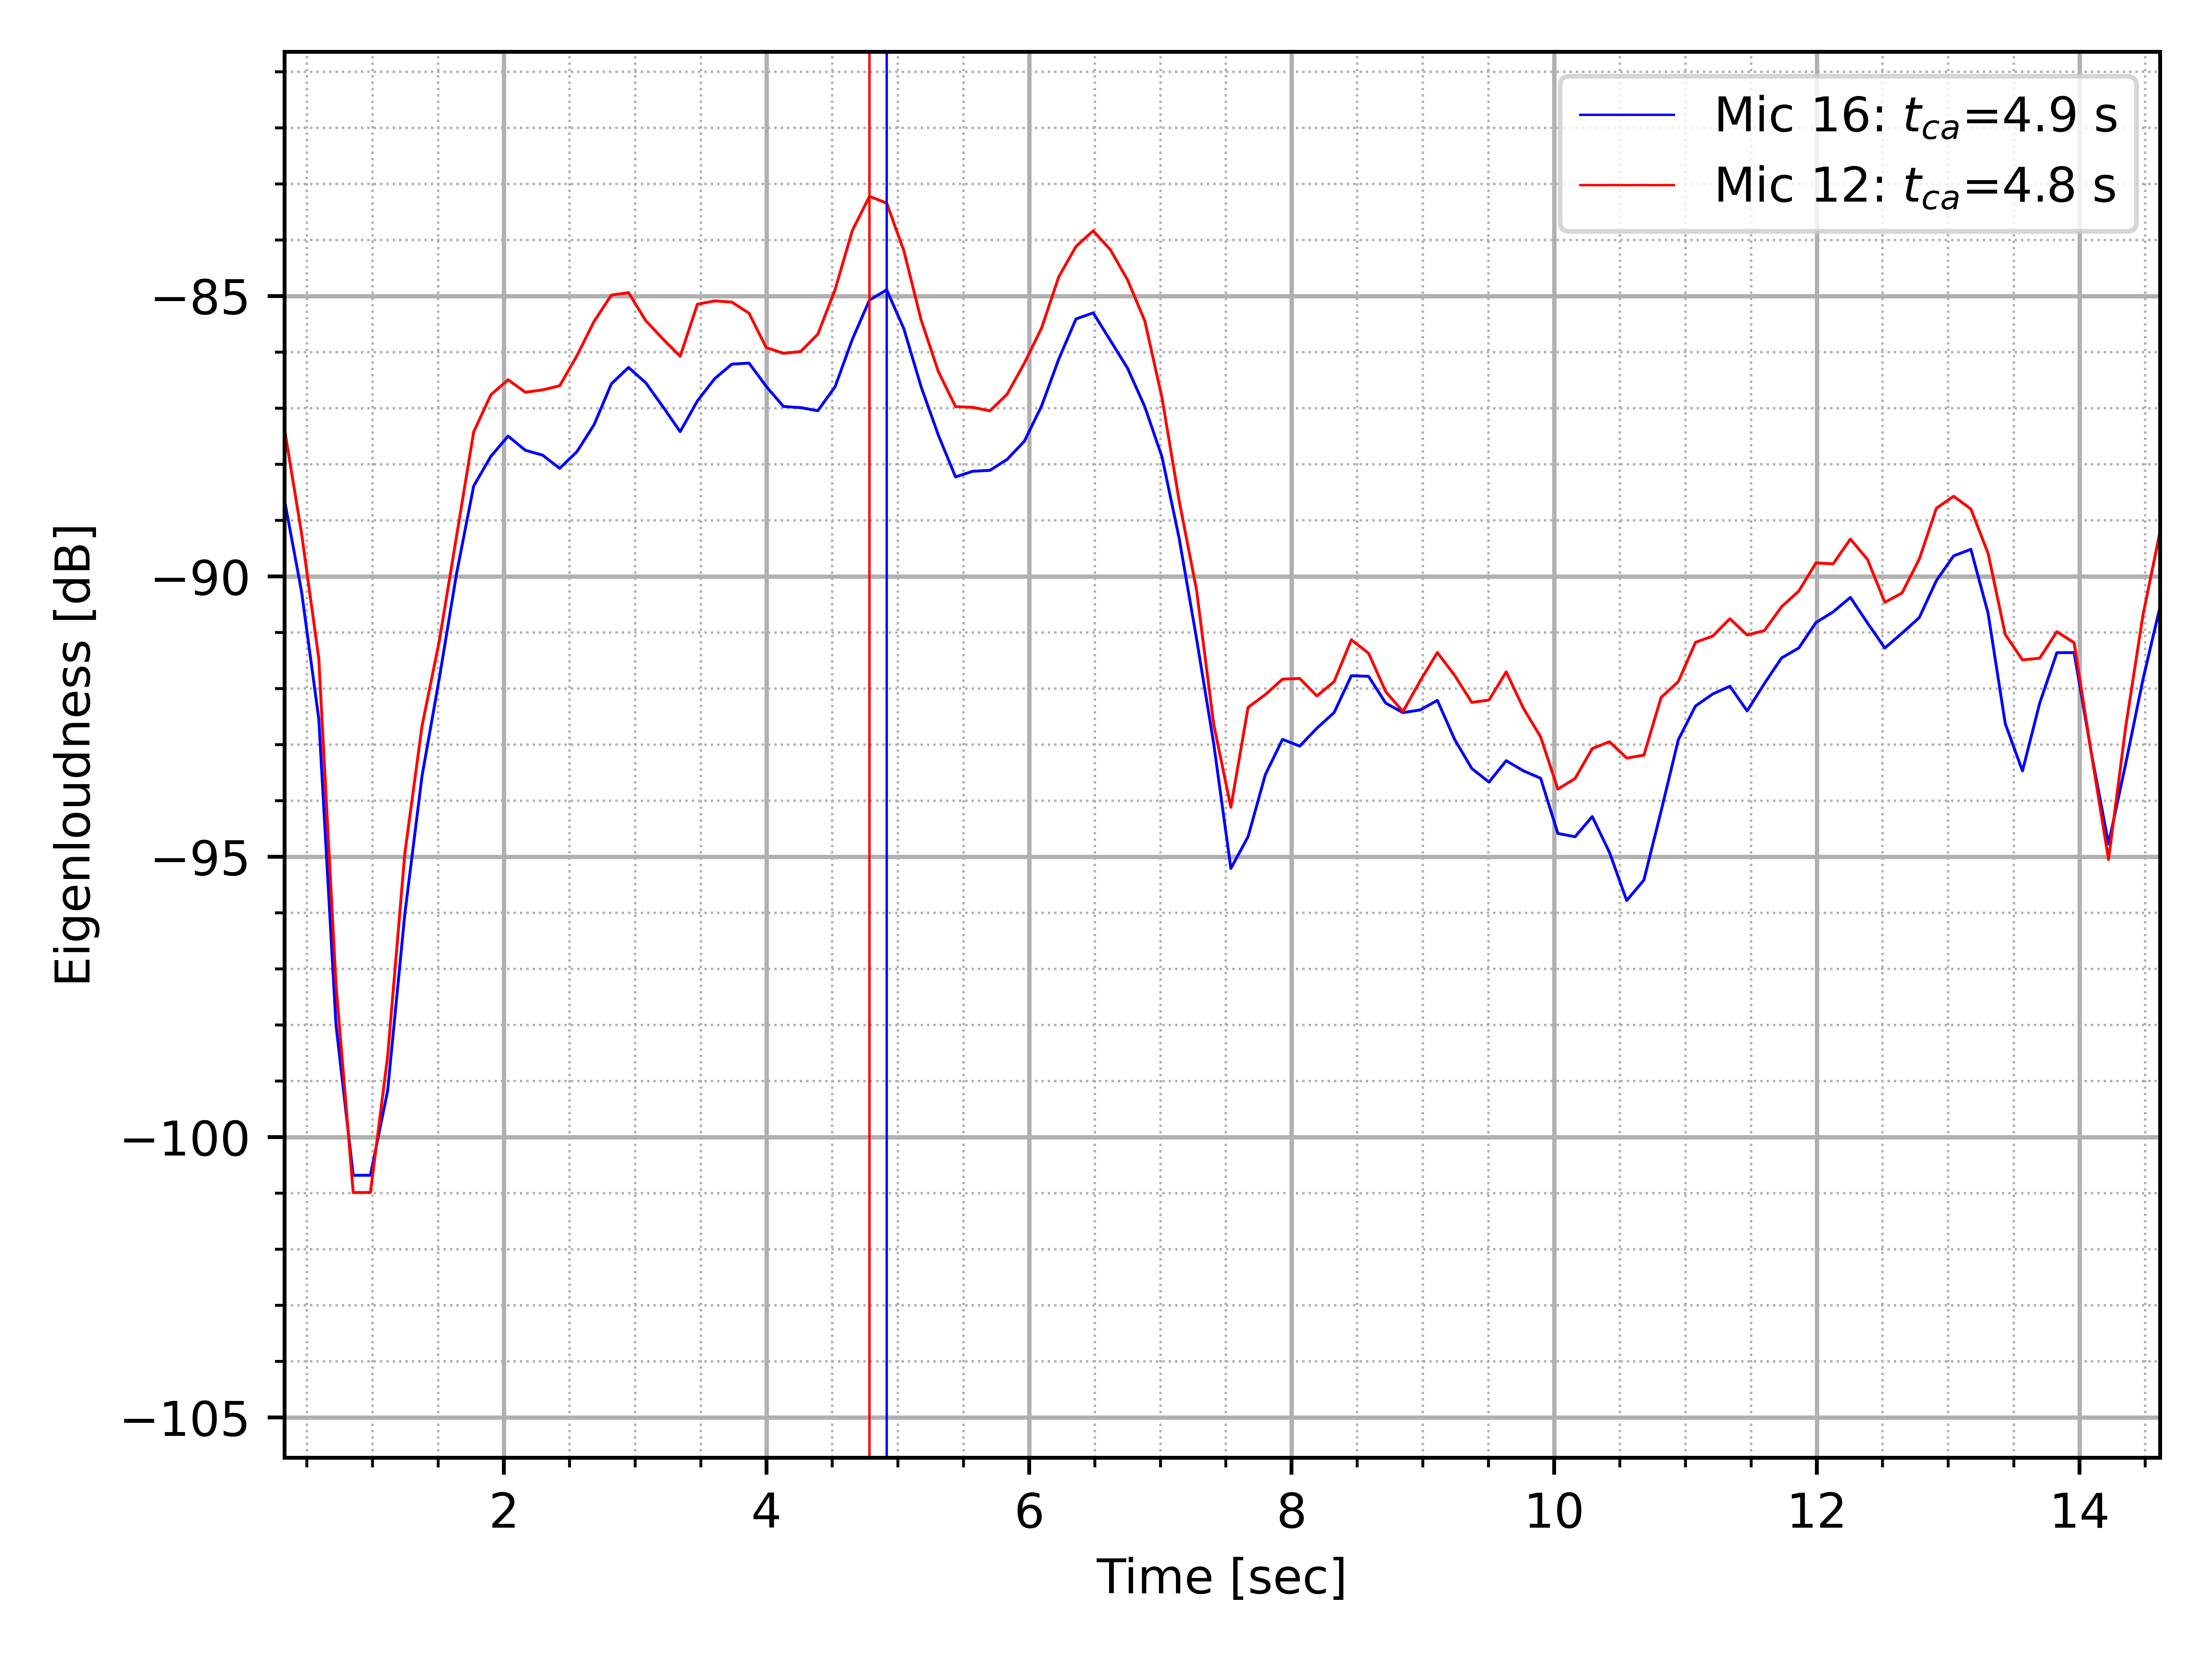 Mic 16: t_ca=4.9 s
Mic 12: t_ca=4.8 s
−85
−90
−95
−100
−105
Eigenloudness [dB]
2 4 6 8 10 12 14
Time [sec]